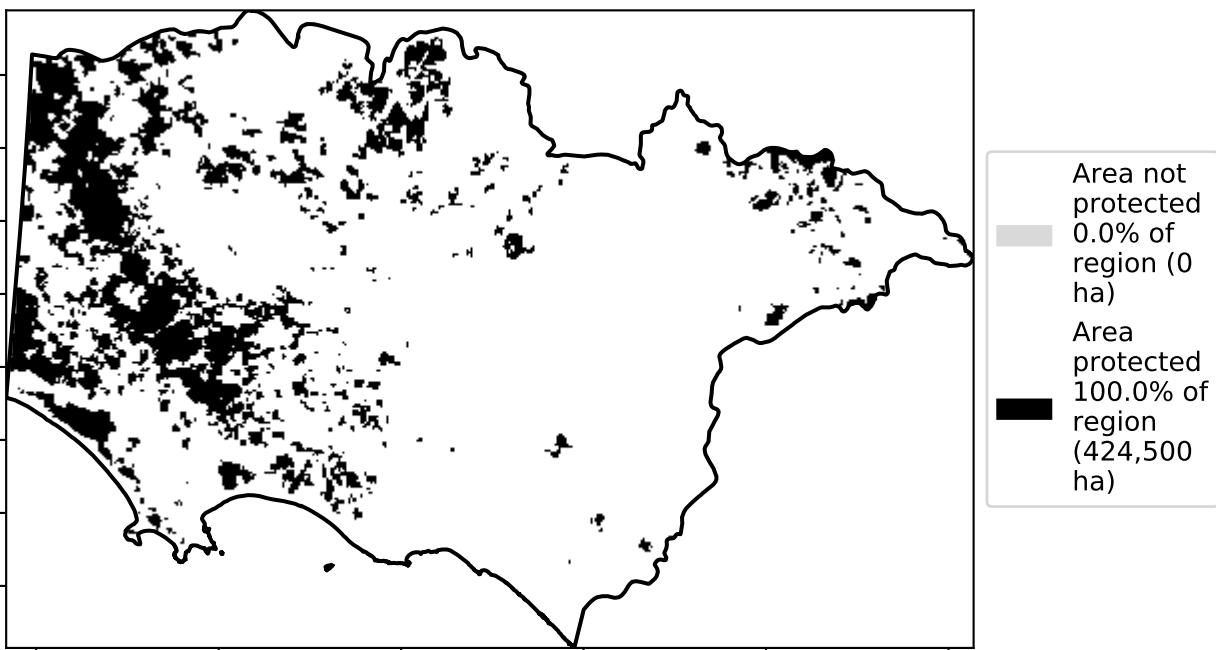 Area not
protected
0.0% of
region (0
ha)
Area
protected
100.0% of
region
(424,500
ha)